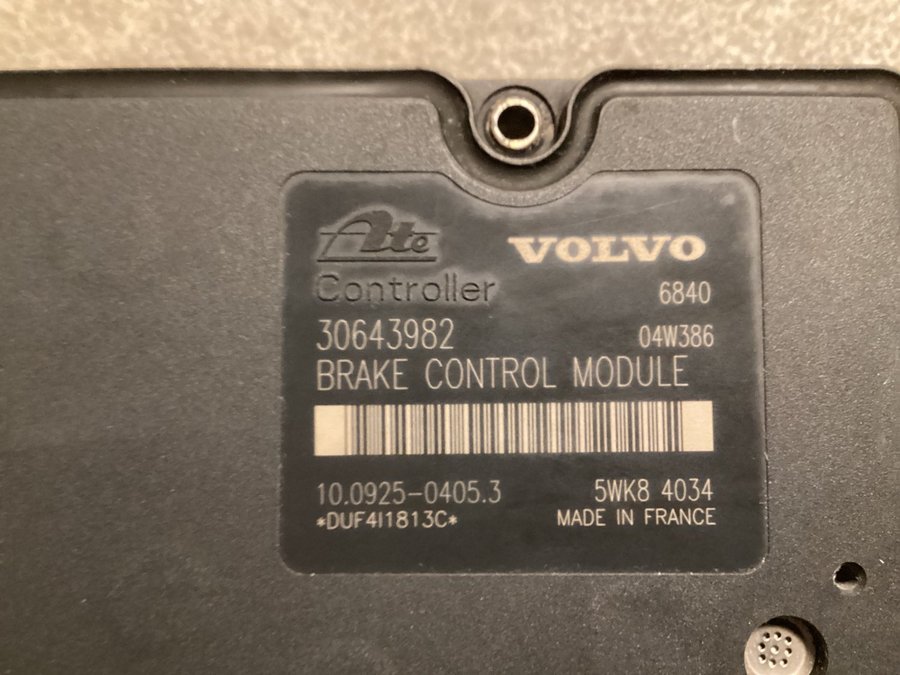 Ate VOLVO
Controller 6840
30643982 04W386
BRAKE CONTROL MODULE
10.0925-0405.3 5WK8 4034
*DUF4I1813C* MADE IN FRANCE